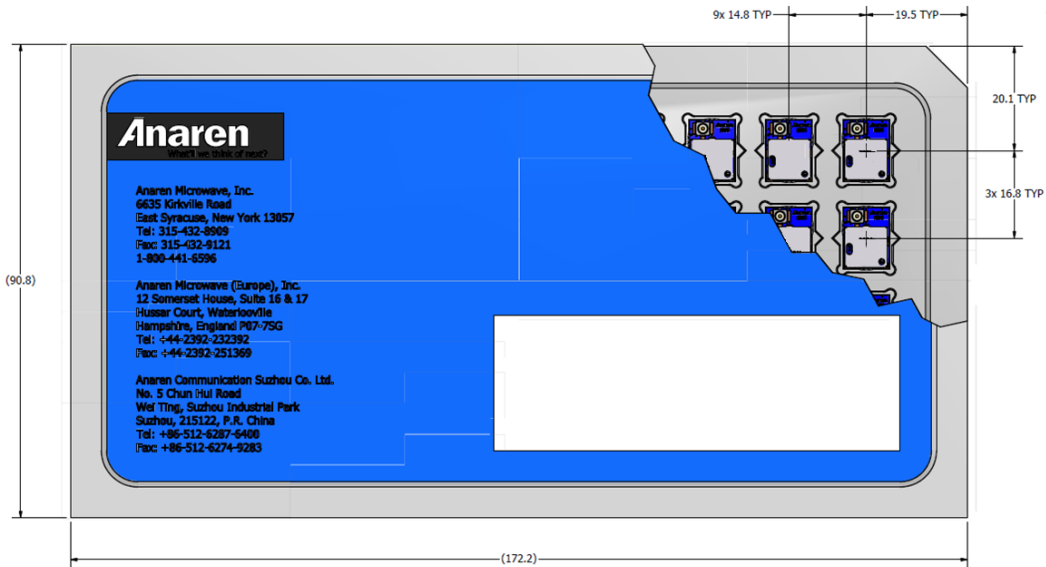 9x 14.8 TYP
19.5 TYP
20.1 TYP
3x 16.8 TYP
(90.8)
(172.2)
Anaren
What'll we think of next?
Anaren Microwave, Inc.
6635 Kirkville Road
East Syracuse, New York 13057
Tel: 315-432-8909
Fax: 315-432-9121
1-800-441-6596
Anaren Microwave (Europe), Inc.
12 Somerset House, Suite 16 & 17
Hussar Court, Waterlooville
Hampshire, England P07-7SG
Tel: +44-2392-232392
Fax: +44-2392-251369
Anaren Communication Suzhou Co. Ltd.
No. 5 Chun Hui Road
Wei Ting, Suzhou Industrial Park
Suzhou, 215122, P.R. China
Tel: +86-512-6287-6400
Fax: +86-512-6274-9283